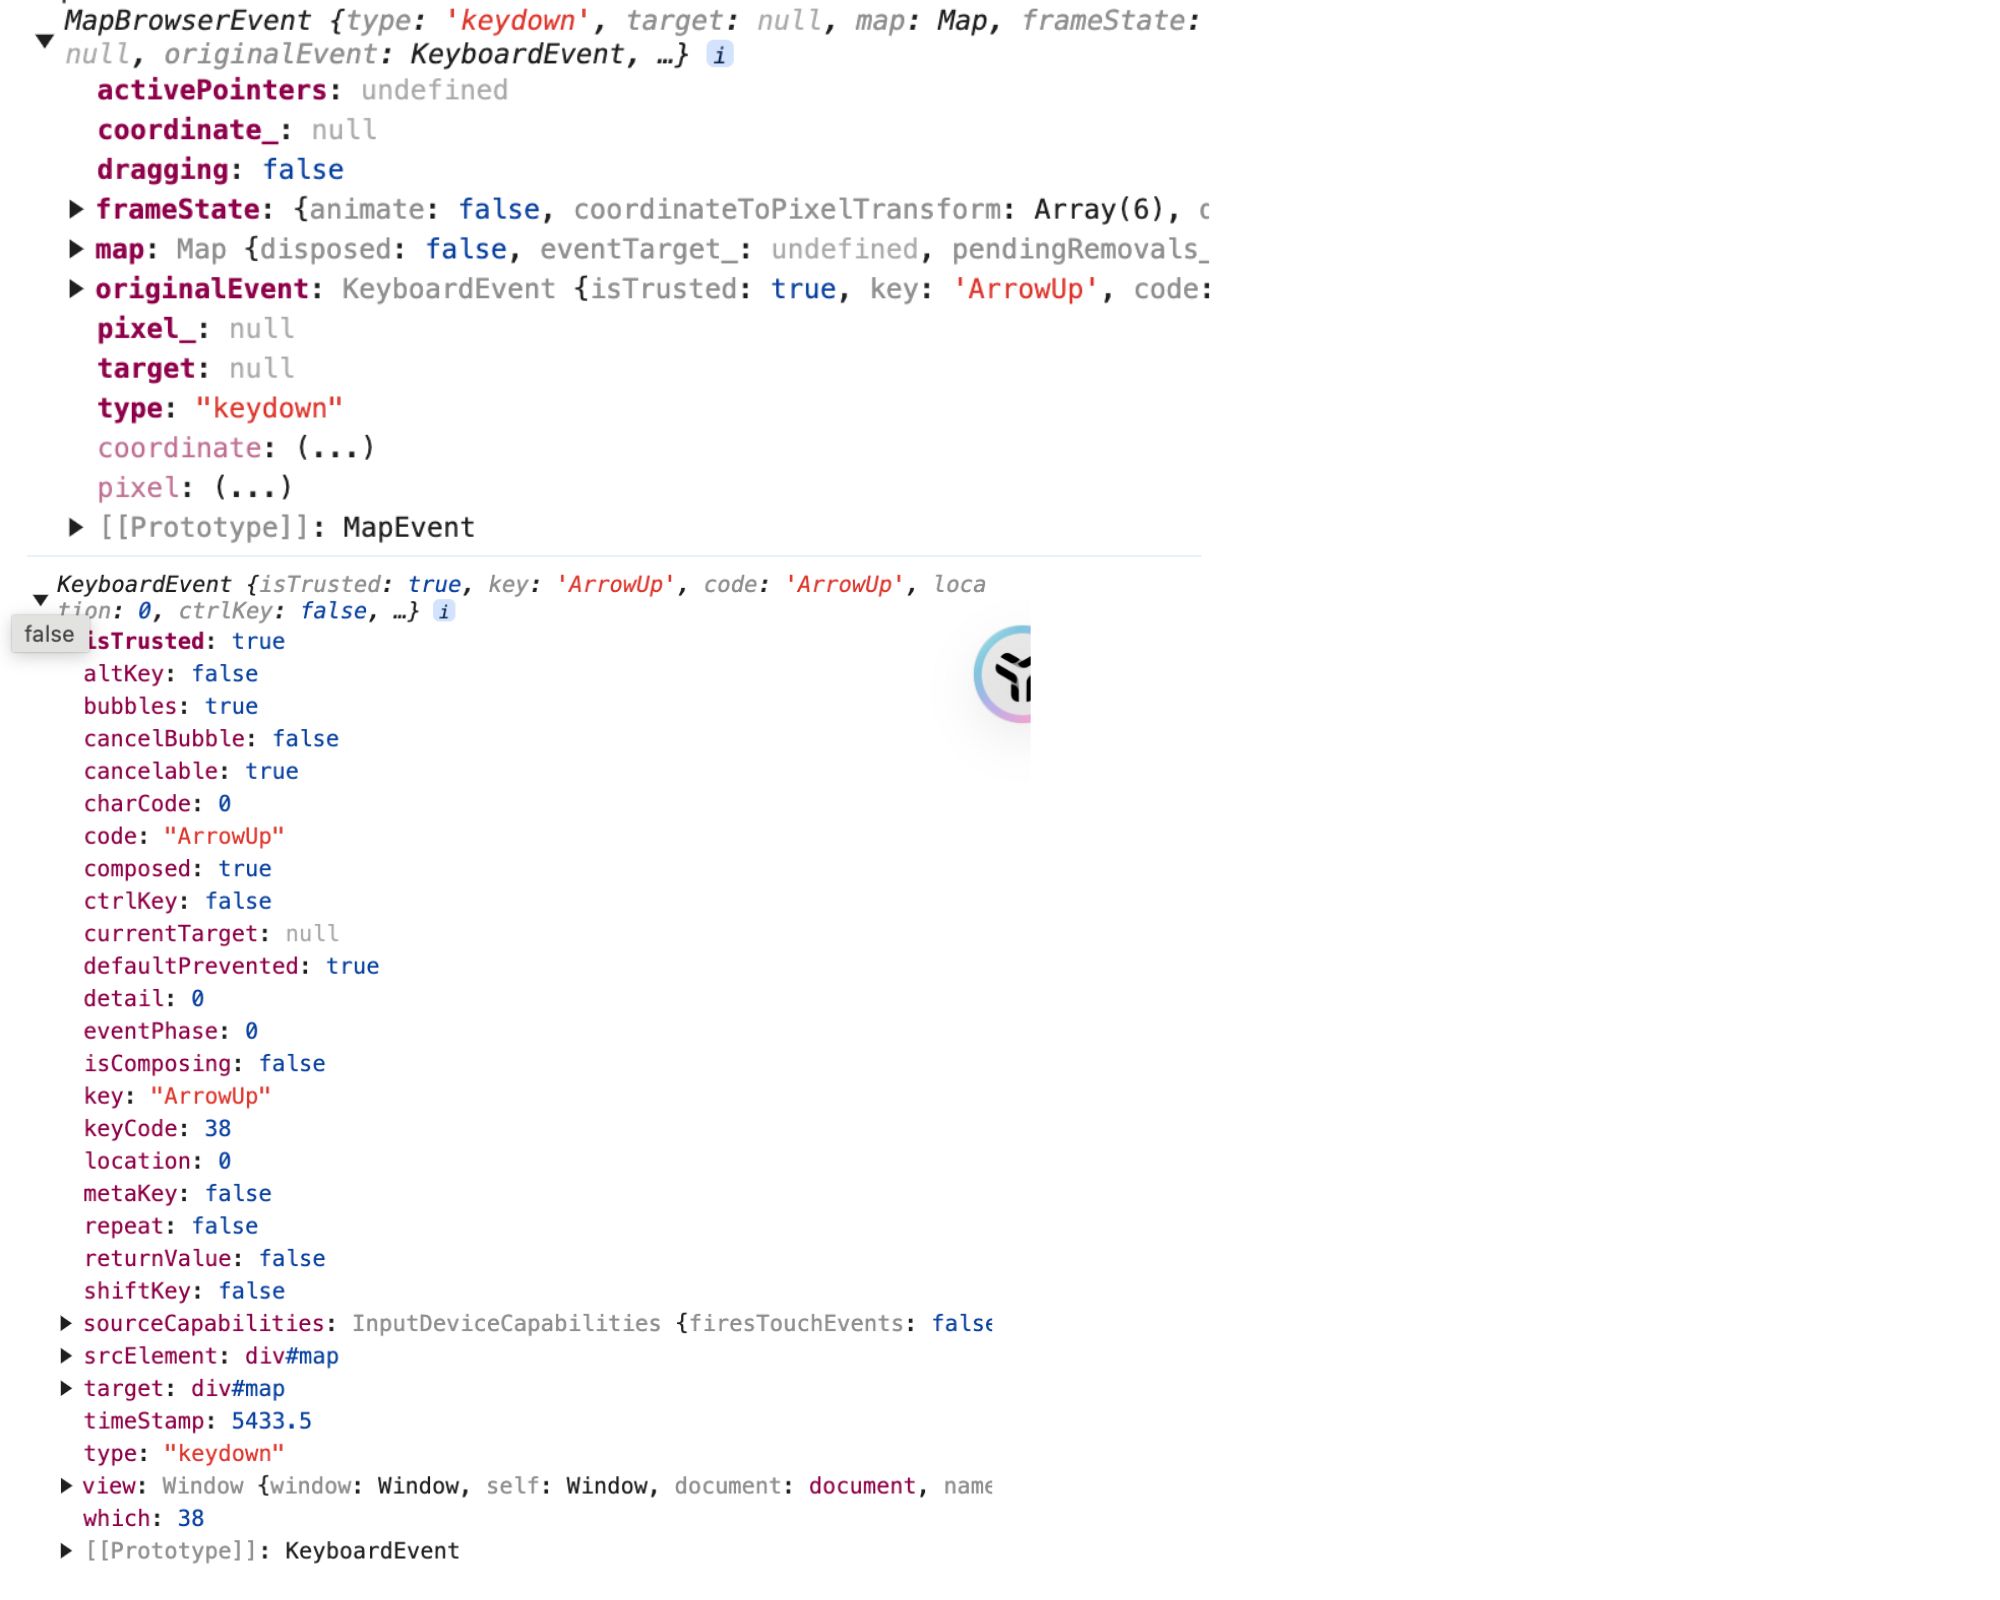 MapBrowserEvent {type: 'keydown', target: null, map: Map, frameState:
null, originalEvent: KeyboardEvent, …} i
activePointers: undefined
coordinate_: null
dragging: false
frameState: {animate: false, coordinateToPixelTransform: Array(6),
map: Map {disposed: false, eventTarget_: undefined, pendingRemovals_
originalEvent: KeyboardEvent {isTrusted: true, key: 'ArrowUp', code:
pixel_: null
target: null
type: "keydown"
coordinate: (...)
pixel: (...)
[[Prototype]]: MapEvent
KeyboardEvent {isTrusted: true, key: 'ArrowUp', code: 'ArrowUp', loca
tion: 0, ctrlKey: false, …} i
false
isTrusted: true
altKey: false
bubbles: true
cancelBubble: false
cancelable: true
charCode: 0
code: "ArrowUp"
composed: true
ctrlKey: false
currentTarget: null
defaultPrevented: true
detail: 0
eventPhase: 0
isComposing: false
key: "ArrowUp"
keyCode: 38
location: 0
metaKey: false
repeat: false
returnValue: false
shiftKey: false
sourceCapabilities: InputDeviceCapabilities {firesTouchEvents: false
srcElement: div#map
target: div#map
timeStamp: 5433.5
type: "keydown"
view: Window {window: Window, self: Window, document: document, name
which: 38
[[Prototype]]: KeyboardEvent